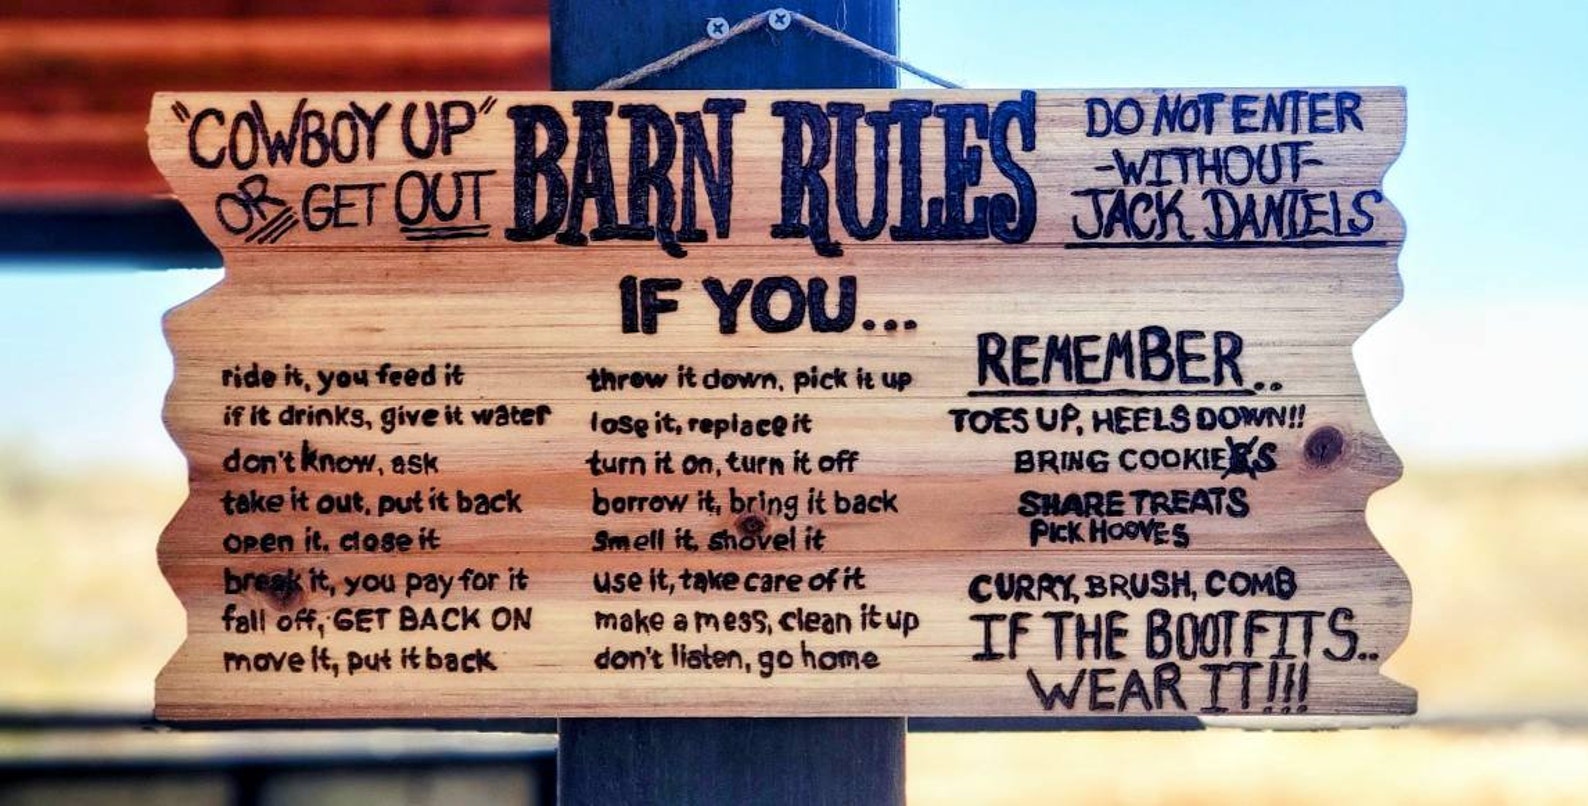 "COWBOY UP"
OR GET OUT
BARN RULES
DO NOT ENTER
-WITHOUT-
JACK DANIELS
IF YOU...
ride it, you feed it
if it drinks, give it water
don't know, ask
take it out, put it back
open it, close it
break it, you pay for it
fall off, GET BACK ON
move it, put it back
throw it down, pick it up
lose it, replace it
turn it on, turn it off
borrow it, bring it back
smell it, shovel it
use it, take care of it
make a mess, clean it up
don't listen, go home
REMEMBER..
TOES UP, HEELS DOWN!!
BRING COOKIES
SHARE TREATS
PICK HOOVES
CURRY, BRUSH, COMB
IF THE BOOT FITS..
WEAR IT!!!